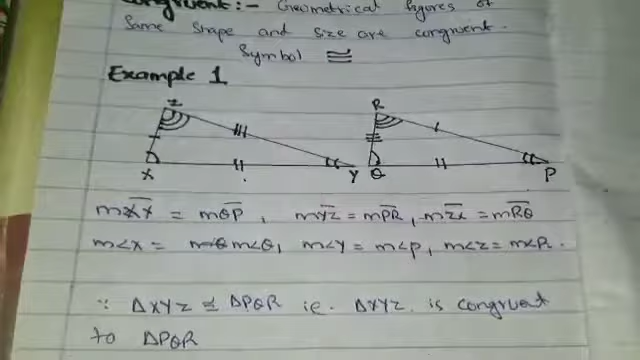 Congruent:- Geometrical figures of
same shape and size are congruent.
Symbol ≅
Example 1
Z R
X Y Q P
mXY = mQP, mYZ = mPR, mZX = mRQ
m<X = m<Q, m<Y = m<P, m<Z = m<R.
∵ ΔXYZ ≅ ΔPQR ie. ΔXYZ is congruent
to ΔPQR